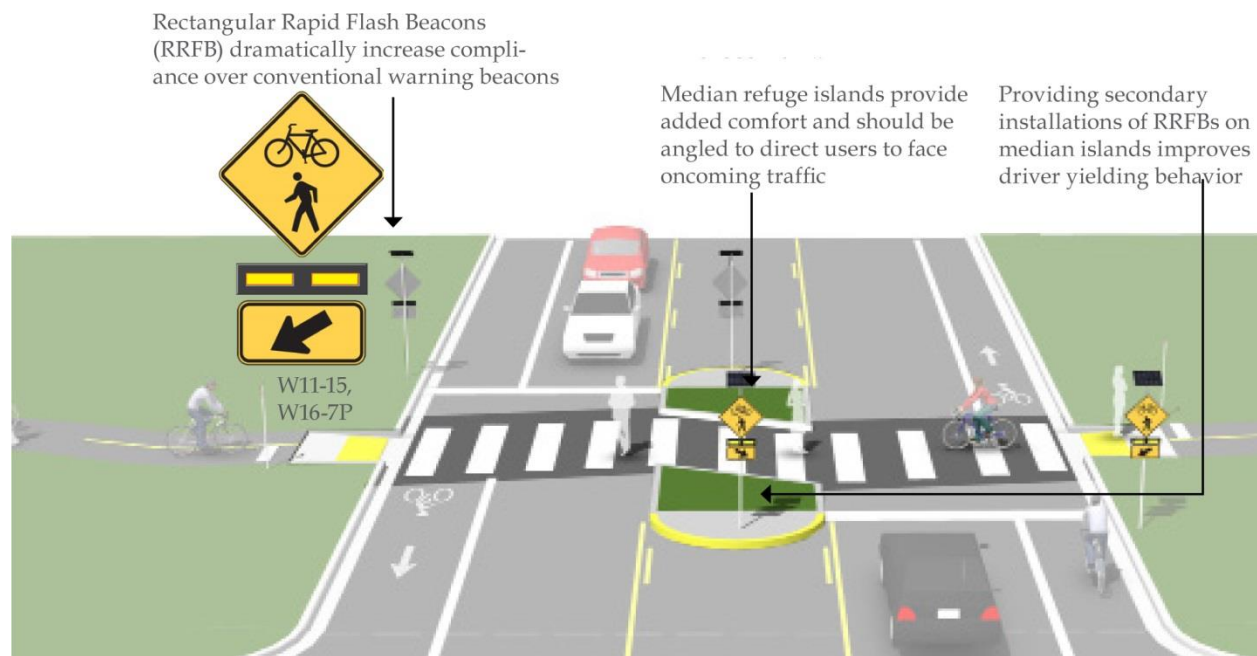 Rectangular Rapid Flash Beacons
(RRFB) dramatically increase compli-
ance over conventional warning beacons
Median refuge islands provide
added comfort and should be
angled to direct users to face
oncoming traffic
Providing secondary
installations of RRFBs on
median islands improves
driver yielding behavior
W11-15,
W16-7P